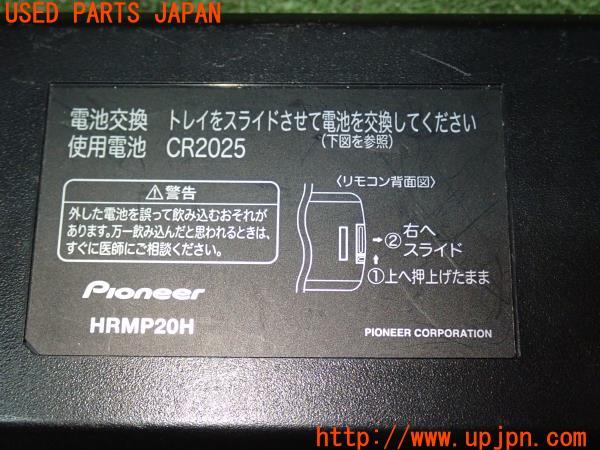 USED PARTS JAPAN
電池交換 トレイをスライドさせて電池を交換してください
使用電池 CR2025
(下図を参照)
⚠警告
外した電池を誤って飲み込むおそれが
あります。万一飲み込んだと思われるときは、
すぐに医師にご相談ください。
〈リモコン背面図〉
②右へ
スライド
①上へ押上げたまま
Pioneer
HRMP20H
PIONEER CORPORATION
http://www.upjpn.com/